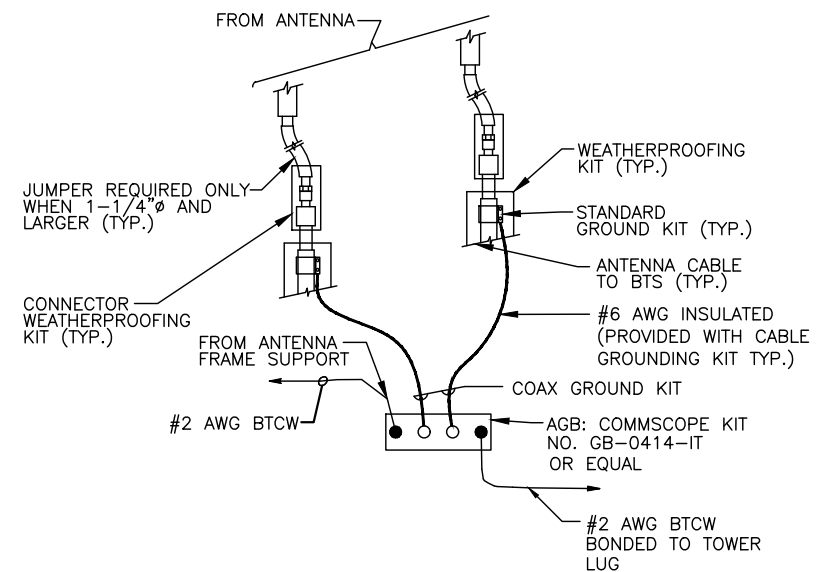 FROM ANTENNA
WEATHERPROOFING
KIT (TYP.)
JUMPER REQUIRED ONLY
WHEN 1-1/4"ø AND
LARGER (TYP.)
STANDARD
GROUND KIT (TYP.)
ANTENNA CABLE
TO BTS (TYP.)
CONNECTOR
WEATHERPROOFING
KIT (TYP.)
#6 AWG INSULATED
(PROVIDED WITH CABLE
GROUNDING KIT TYP.)
FROM ANTENNA
FRAME SUPPORT
COAX GROUND KIT
#2 AWG BTCW
AGB: COMMSCOPE KIT
NO. GB-0414-IT
OR EQUAL
#2 AWG BTCW
BONDED TO TOWER
LUG